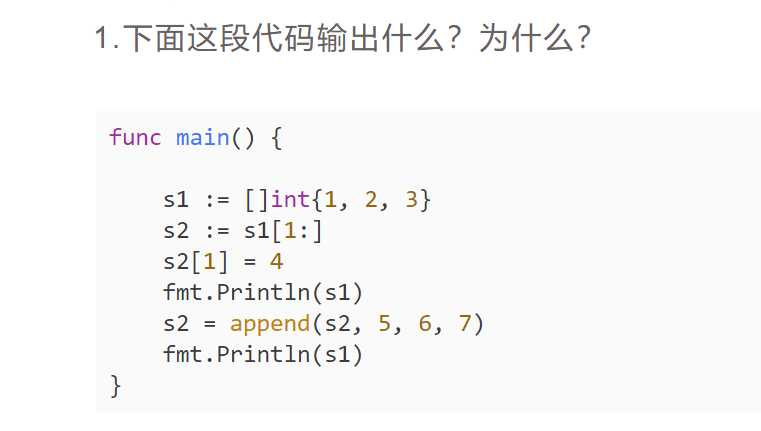 1.下面这段代码输出什么？为什么？
func main() {
s1 := []int{1, 2, 3}
s2 := s1[1:]
s2[1] = 4
fmt.Println(s1)
s2 = append(s2, 5, 6, 7)
fmt.Println(s1)
}